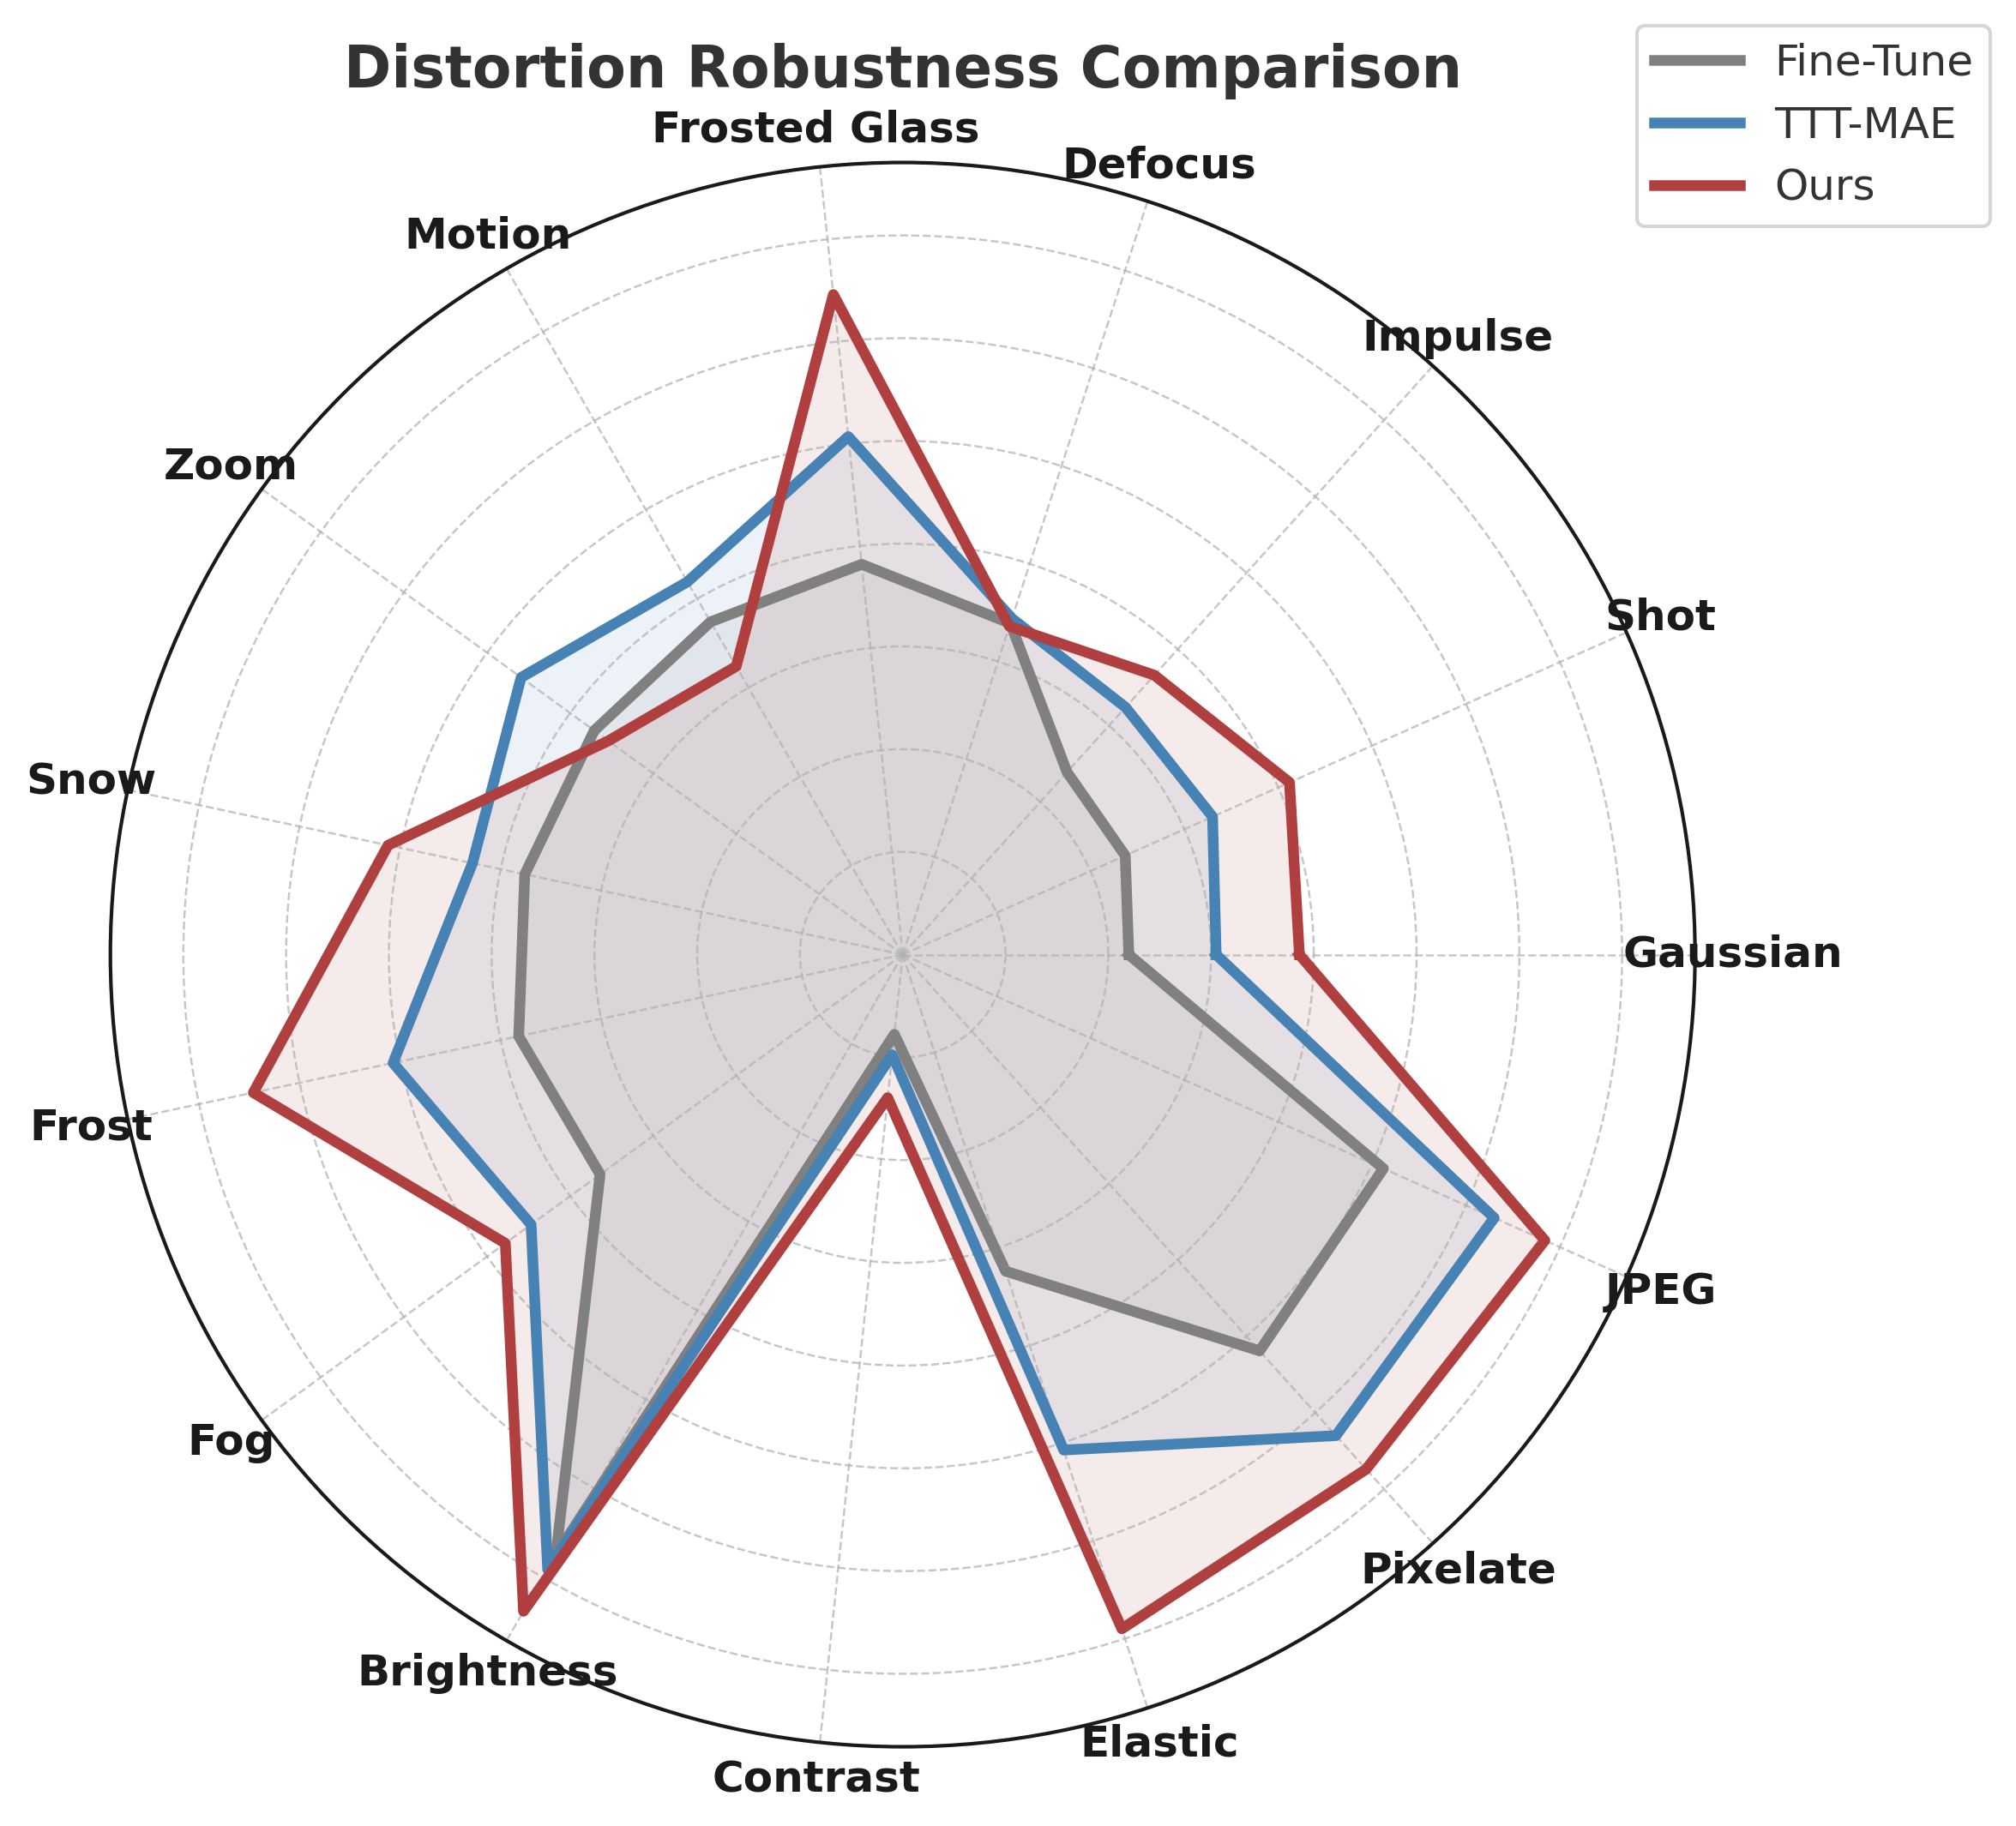 Distortion Robustness Comparison
Fine-Tune
TTT-MAE
Ours
Frosted Glass
Defocus
Motion
Impulse
Zoom
Shot
Snow
Gaussian
Frost
JPEG
Fog
Pixelate
Brightness
Elastic
Contrast